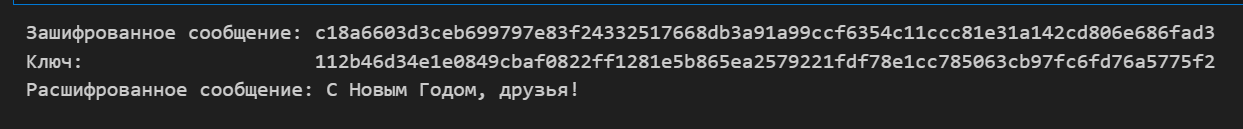 Зашифрованное сообщение: c18a6603d3ceb699797e83f24332517668db3a91a99ccf6354c11ccc81e31a142cd806e686fad3
Ключ: 112b46d34e1e0849cbaf0822ff1281e5b865ea2579221fdf78e1cc785063cb97fc6fd76a5775f2
Расшифрованное сообщение: С Новым Годом, друзья!